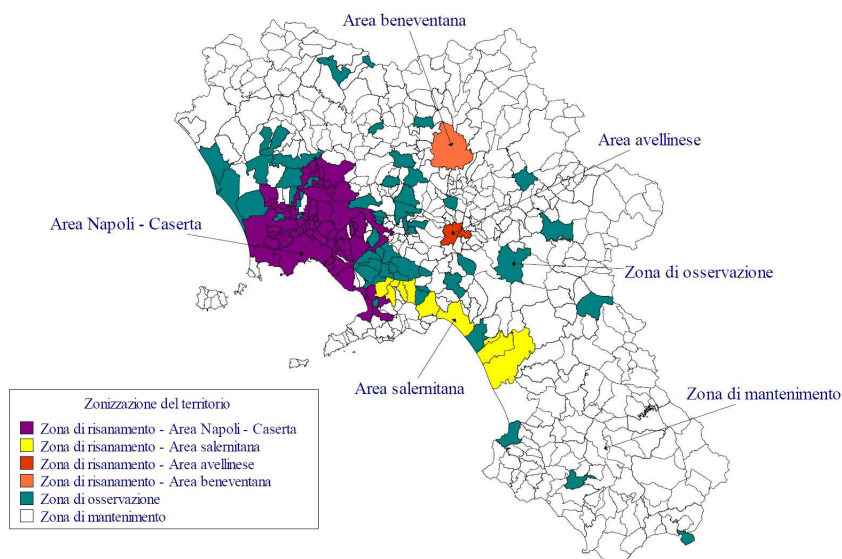 Area beneventana
Area avellinese
Area Napoli - Caserta
Zona di osservazione
Area salernitana
Zona di mantenimento
Zonizzazione del territorio
Zona di risanamento - Area Napoli - Caserta
Zona di risanamento - Area salernitana
Zona di risanamento - Area avellinese
Zona di risanamento - Area beneventana
Zona di osservazione
Zona di mantenimento